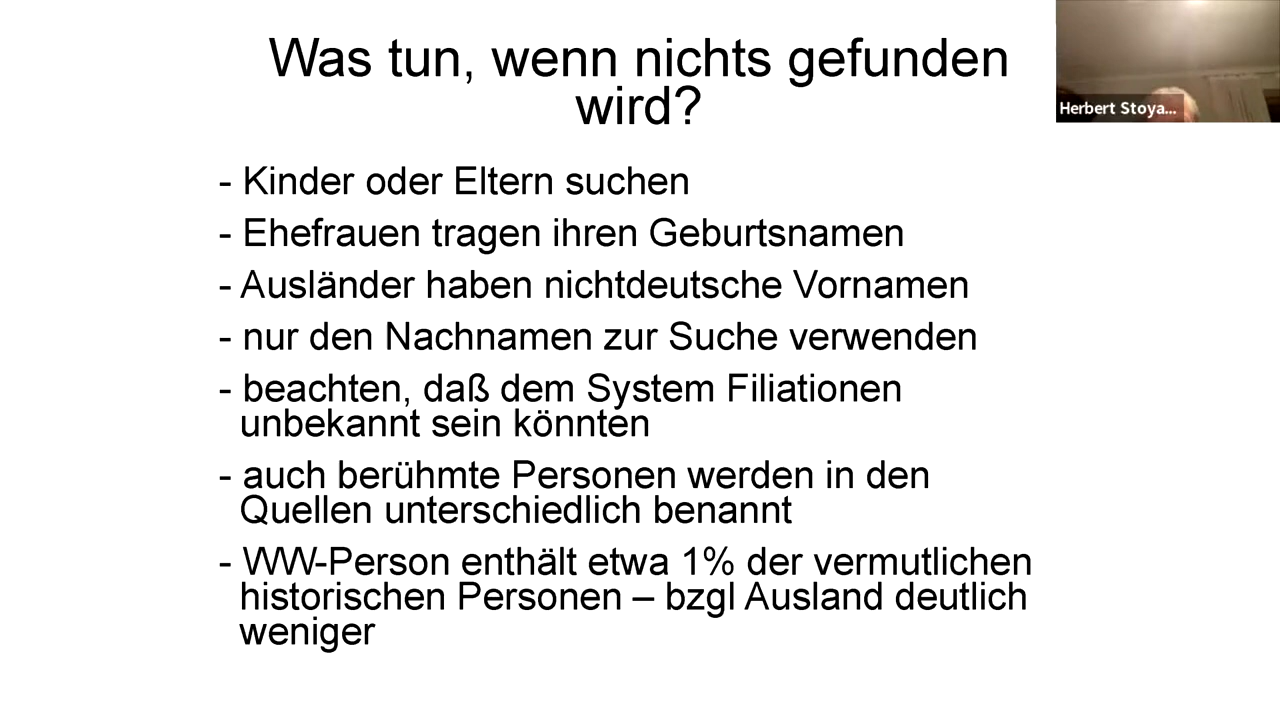 Was tun, wenn nichts gefunden
wird?
Herbert Stoya...
- Kinder oder Eltern suchen
- Ehefrauen tragen ihren Geburtsnamen
- Ausländer haben nichtdeutsche Vornamen
- nur den Nachnamen zur Suche verwenden
- beachten, daß dem System Filiationen
unbekannt sein könnten
- auch berühmte Personen werden in den
Quellen unterschiedlich benannt
- WW-Person enthält etwa 1% der vermutlichen
historischen Personen – bzgl Ausland deutlich
weniger